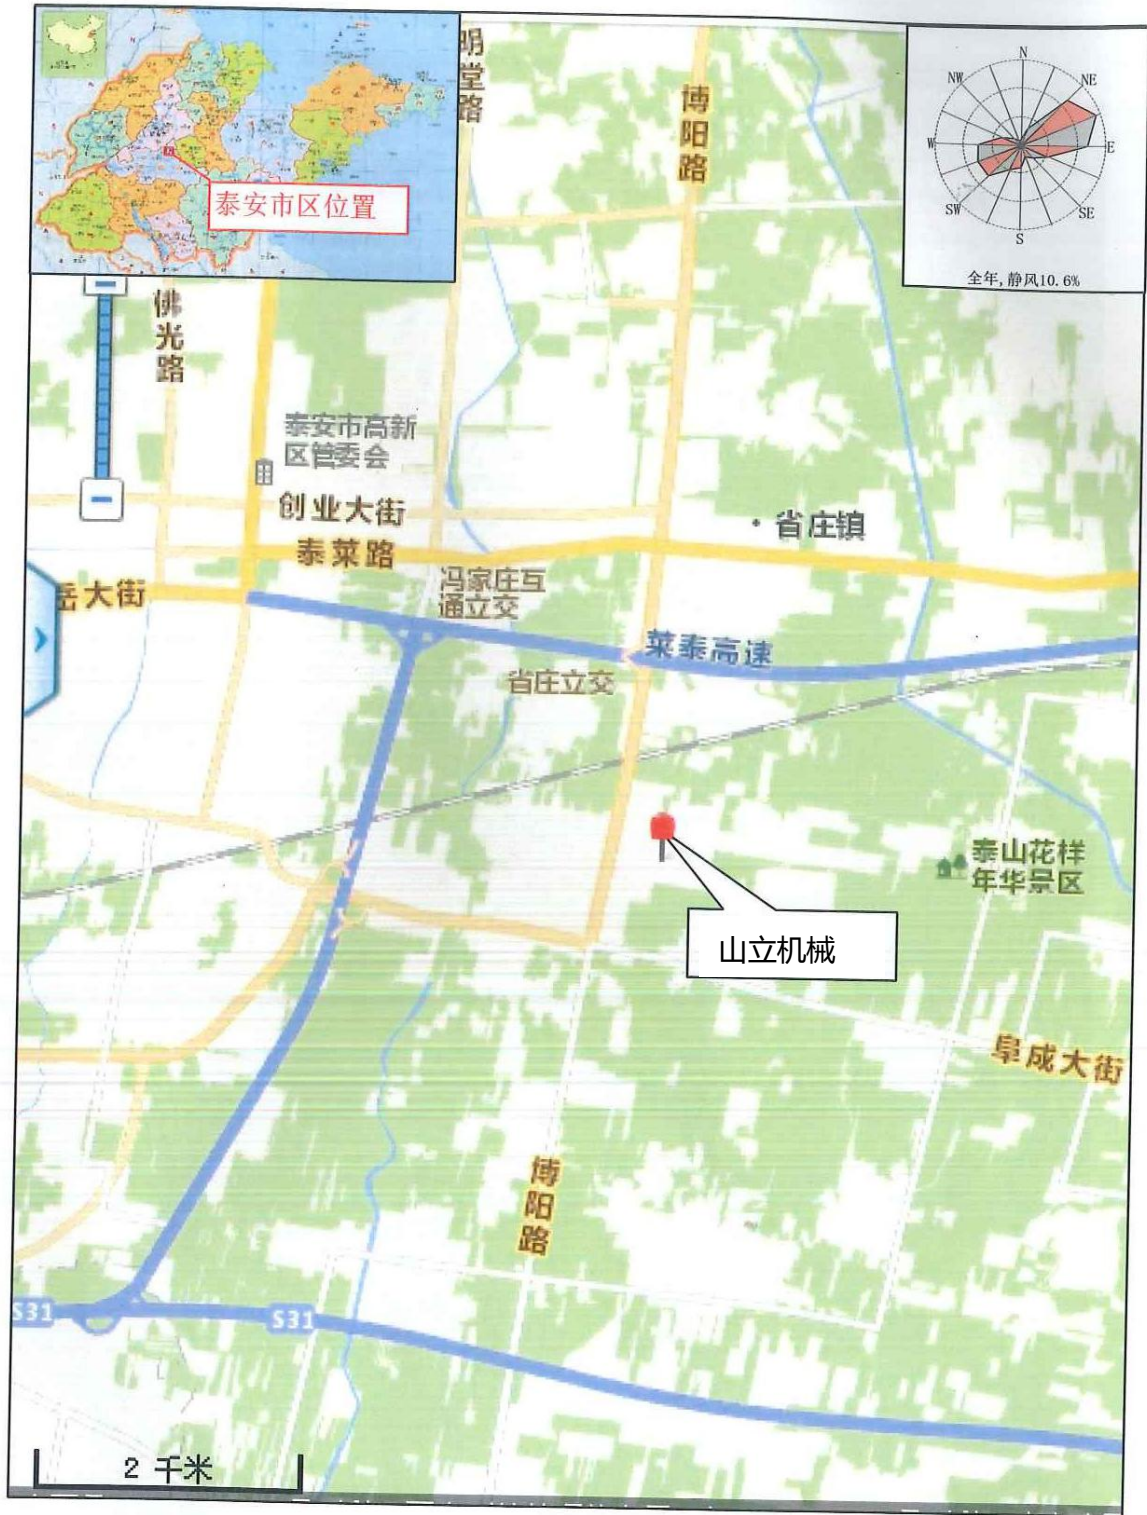 泰安市区位置
明堂路
博阳路
N
NW
NE
W
E
SW
SE
S
全年,静风10.6%
佛光路
泰安市高新
区管委会
创业大街
泰莱路
省庄镇
岳大街
冯家庄互
通立交
莱泰高速
省庄立交
泰山花样
年华景区
山立机械
阜成大街
博阳路
S31
S31
2 千米